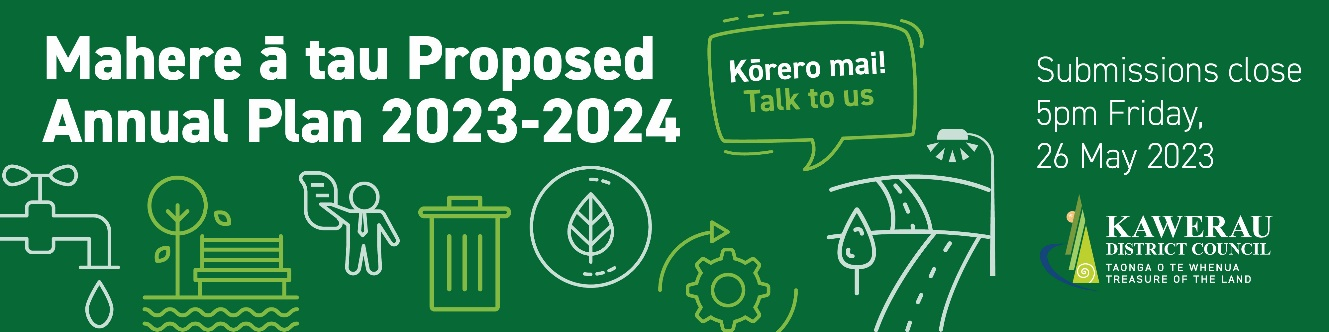 Mahere ā tau Proposed
Annual Plan 2023-2024
Kōrero mai!
Talk to us
Submissions close
5pm Friday,
26 May 2023
KAWERAU
DISTRICT COUNCIL
TAONGA O TE WHENUA
TREASURE OF THE LAND